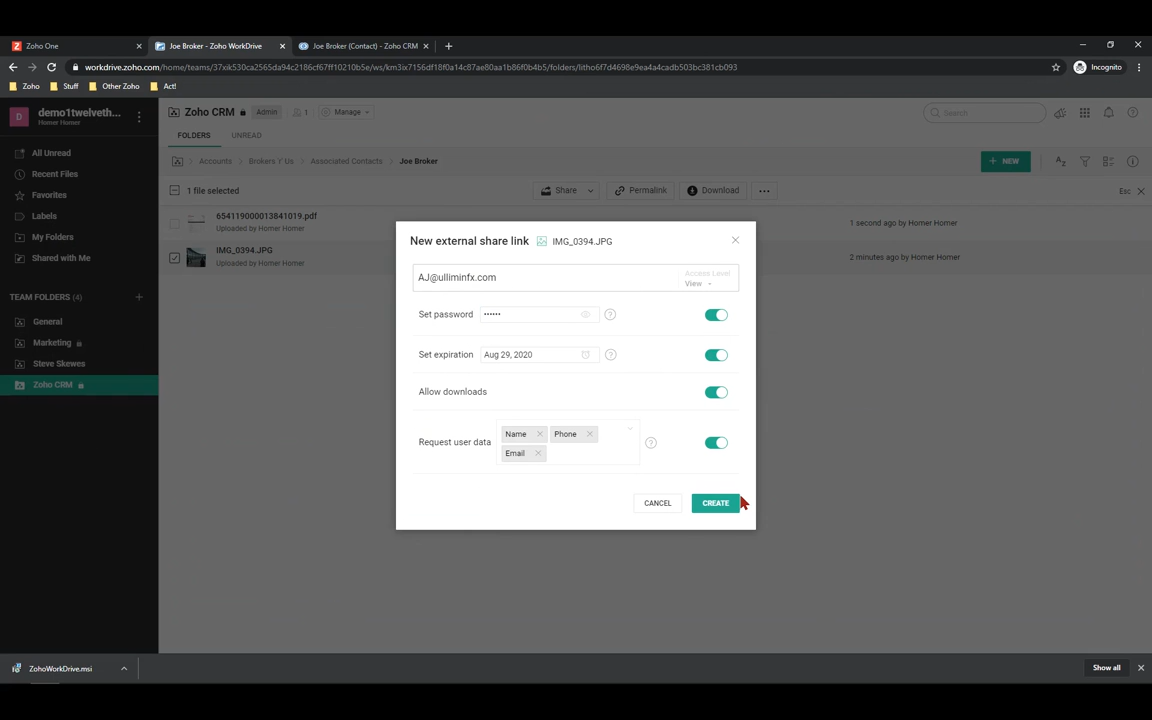 Zoho One
Joe Broker - Zoho WorkDrive
Joe Broker (Contact) - Zoho CRM
workdrive.zoho.com/home/teams/37xik530ca2565da94c2186cf67ff10210b5e/ws/km3ix7156df18f0a14c87ae80aa1b86f0b4b5/folders/litho6f7d4698e9ea4a4cadb503bc381cb093
Incognito
Zoho
Stuff
Other Zoho
Act!
D
demo1twelveth...
Homer Homer
Zoho CRM
Admin
1
Manage
Search
FOLDERS
UNREAD
All Unread
Recent Files
Favorites
Labels
My Folders
Shared with Me
TEAM FOLDERS (4)
General
Marketing
Steve Skewes
Zoho CRM
Accounts
Brokers Y Us
Associated Contacts
Joe Broker
+ NEW
1 file selected
Share
Permalink
Download
...
Esc
654119000013841019.pdf
Uploaded by Homer Homer
1 second ago by Homer Homer
IMG_0394.JPG
Uploaded by Homer Homer
2 minutes ago by Homer Homer
New external share link
IMG_0394.JPG
AJ@ulliminfx.com
Access Level
View
Set password
••••••
Set expiration
Aug 29, 2020
Allow downloads
Request user data
Name
Phone
Email
CANCEL
CREATE
ZohoWorkDrive.msi
Show all